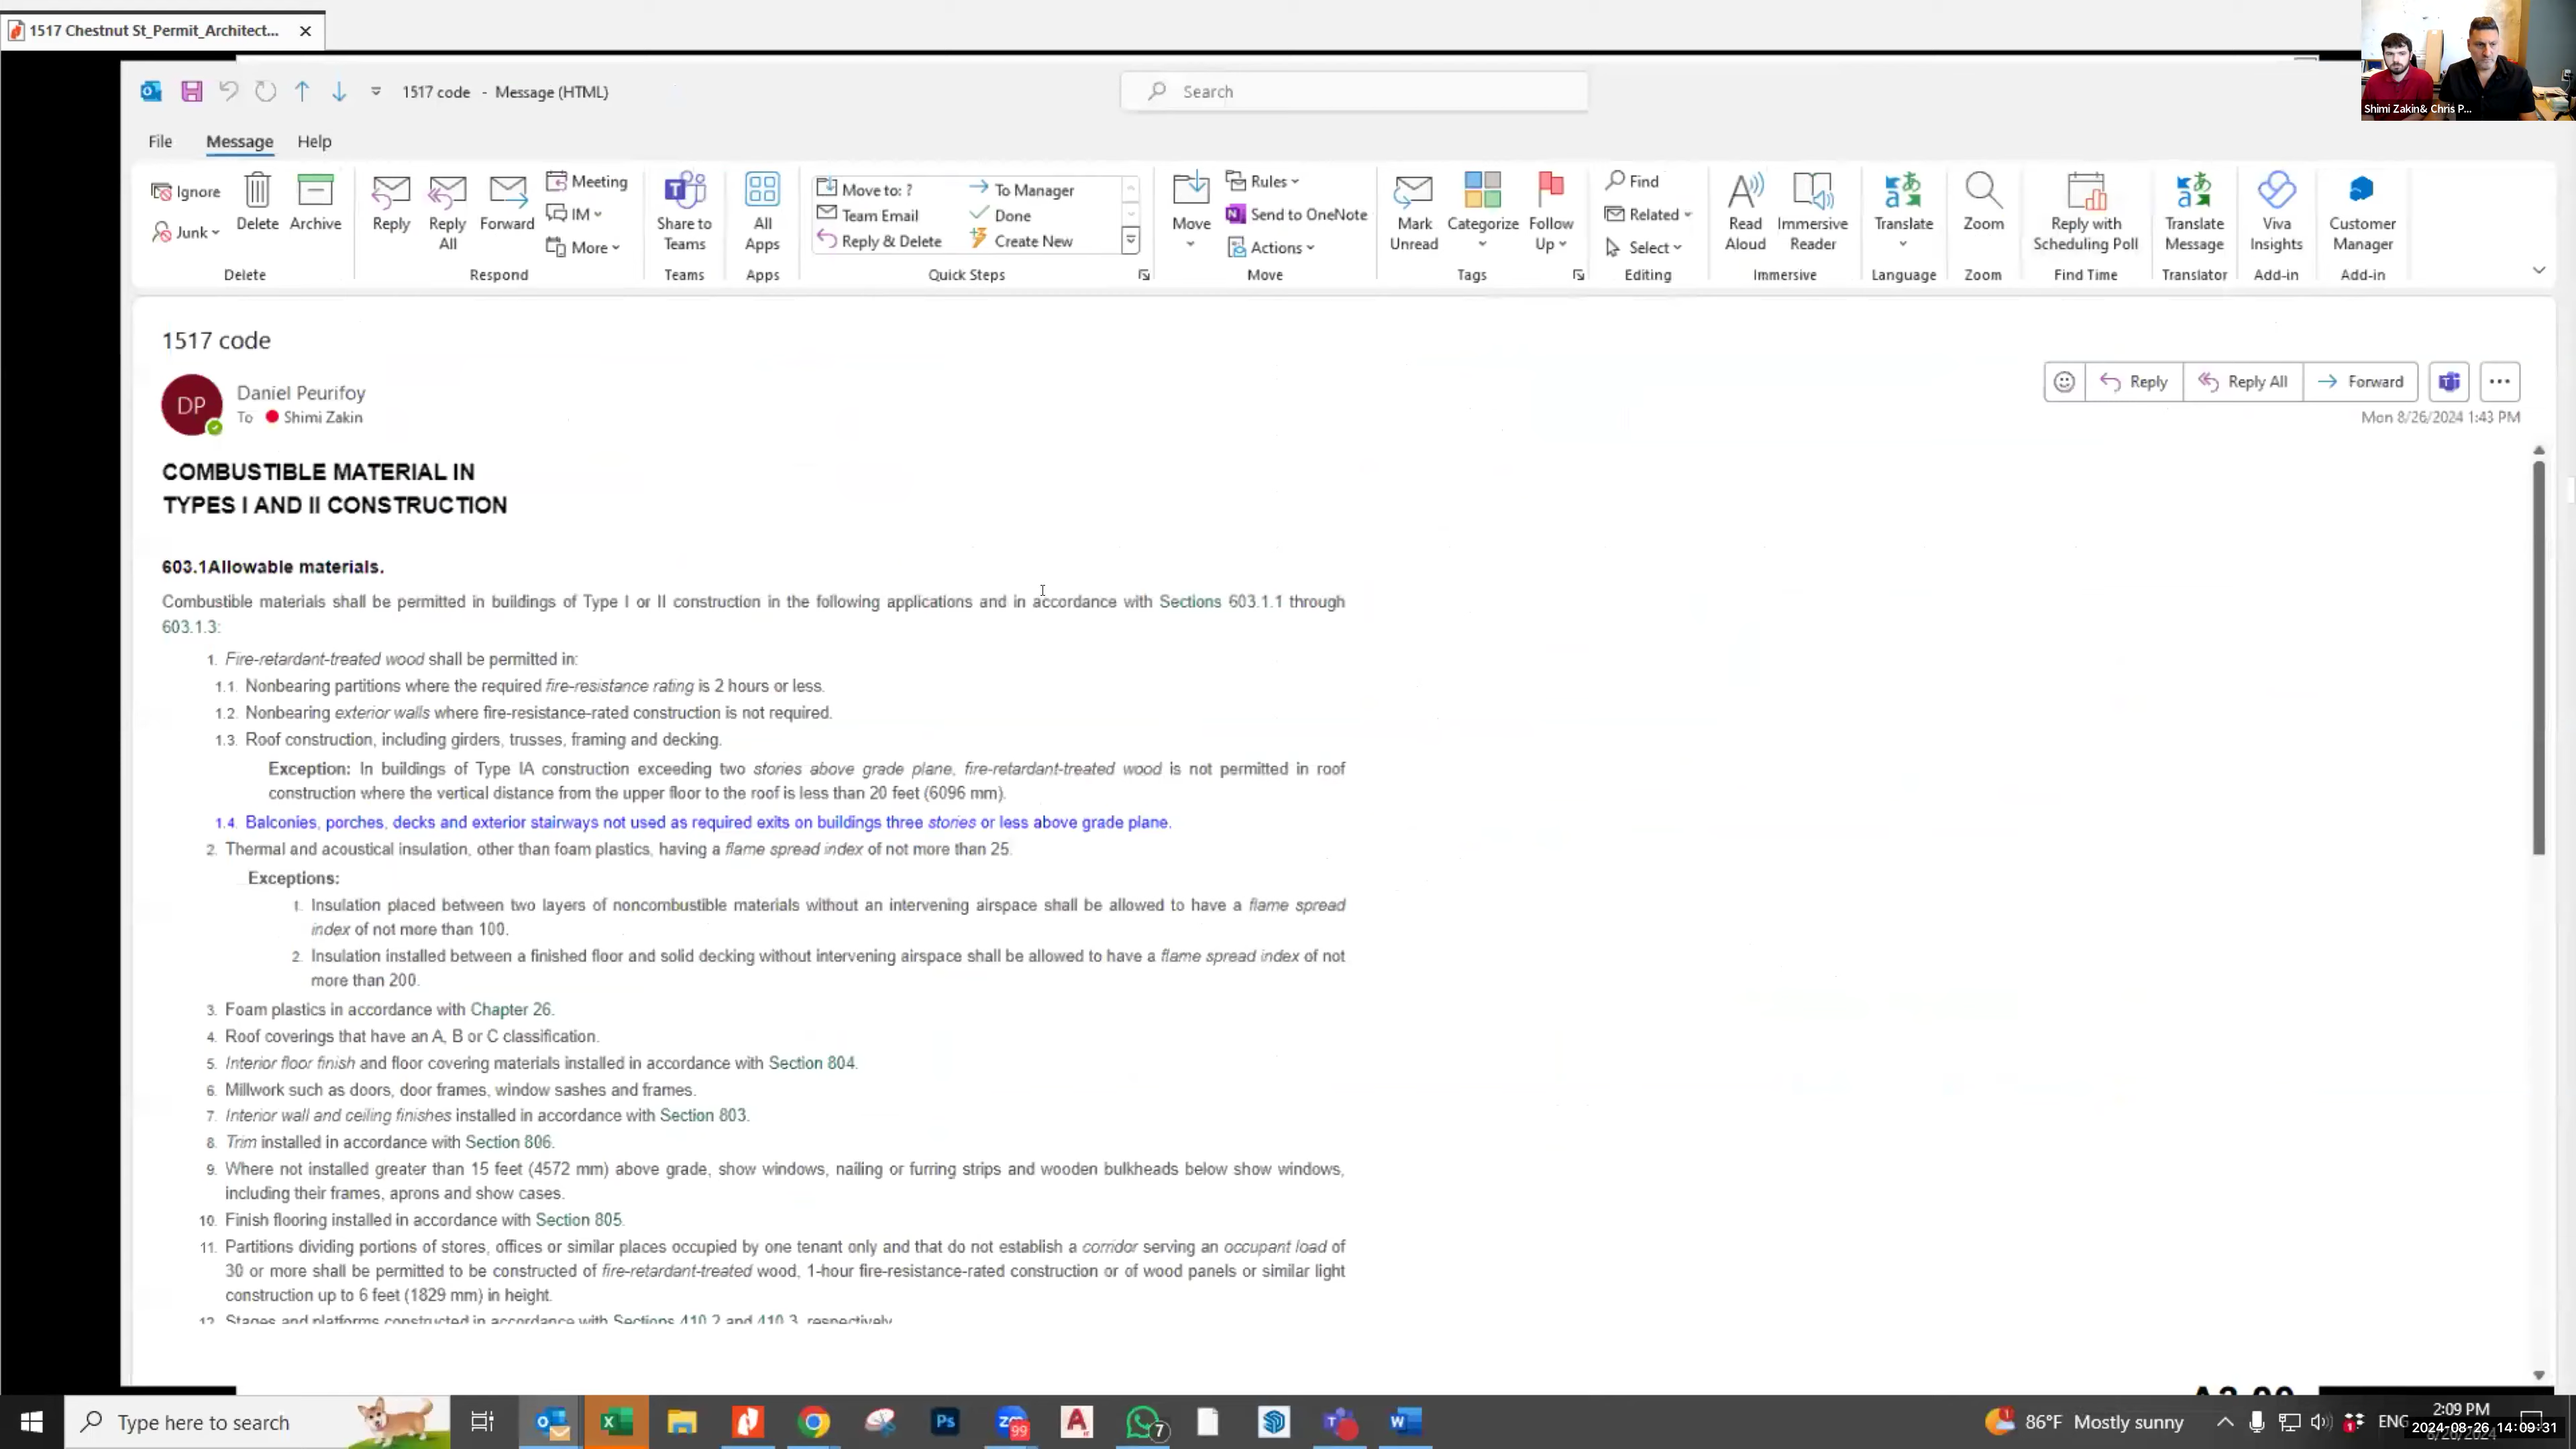 1517 Chestnut St_Permit_Architect...
Shimi Zakin& Chris P...
1517 code - Message (HTML)
Search
File Message Help
Ignore
Junk
Delete
Archive
Delete
Reply
Reply All
Forward
Meeting
IM
More
Respond
Share to Teams
Teams
All Apps
Apps
Move to: ?
Team Email
Reply & Delete
To Manager
Done
Create New
Quick Steps
Move
Rules
Send to OneNote
Actions
Move
Mark Unread
Categorize
Follow Up
Tags
Find
Related
Select
Editing
Read Aloud
Immersive Reader
Immersive
Translate
Language
Zoom
Zoom
Reply with Scheduling Poll
Find Time
Translate Message
Translator
Viva Insights
Add-in
Customer Manager
Add-in
1517 code
DP
Daniel Peurifoy
To Shimi Zakin
Reply Reply All Forward
Mon 8/26/2024 1:43 PM
COMBUSTIBLE MATERIAL IN
TYPES I AND II CONSTRUCTION
603.1Allowable materials.
Combustible materials shall be permitted in buildings of Type I or II construction in the following applications and in accordance with Sections 603.1.1 through
603.1.3:
1. Fire-retardant-treated wood shall be permitted in:
1.1. Nonbearing partitions where the required fire-resistance rating is 2 hours or less.
1.2. Nonbearing exterior walls where fire-resistance-rated construction is not required.
1.3. Roof construction, including girders, trusses, framing and decking.
Exception: In buildings of Type IA construction exceeding two stories above grade plane, fire-retardant-treated wood is not permitted in roof
construction where the vertical distance from the upper floor to the roof is less than 20 feet (6096 mm).
1.4. Balconies, porches, decks and exterior stairways not used as required exits on buildings three stories or less above grade plane.
2. Thermal and acoustical insulation, other than foam plastics, having a flame spread index of not more than 25.
Exceptions:
1. Insulation placed between two layers of noncombustible materials without an intervening airspace shall be allowed to have a flame spread
index of not more than 100.
2. Insulation installed between a finished floor and solid decking without intervening airspace shall be allowed to have a flame spread index of not
more than 200.
3. Foam plastics in accordance with Chapter 26.
4. Roof coverings that have an A, B or C classification.
5. Interior floor finish and floor covering materials installed in accordance with Section 804.
6. Millwork such as doors, door frames, window sashes and frames.
7. Interior wall and ceiling finishes installed in accordance with Section 803.
8. Trim installed in accordance with Section 806.
9. Where not installed greater than 15 feet (4572 mm) above grade, show windows, nailing or furring strips and wooden bulkheads below show windows,
including their frames, aprons and show cases.
10. Finish flooring installed in accordance with Section 805.
11. Partitions dividing portions of stores, offices or similar places occupied by one tenant only and that do not establish a corridor serving an occupant load of
30 or more shall be permitted to be constructed of fire-retardant-treated wood, 1-hour fire-resistance-rated construction or of wood panels or similar light
construction up to 6 feet (1829 mm) in height.
12. Stages and platforms constructed in accordance with Sections 410.2 and 410.3, respectively.
Type here to search
99
7
86°F Mostly sunny
ENG
2:09 PM
2024-08-26 14:09:31